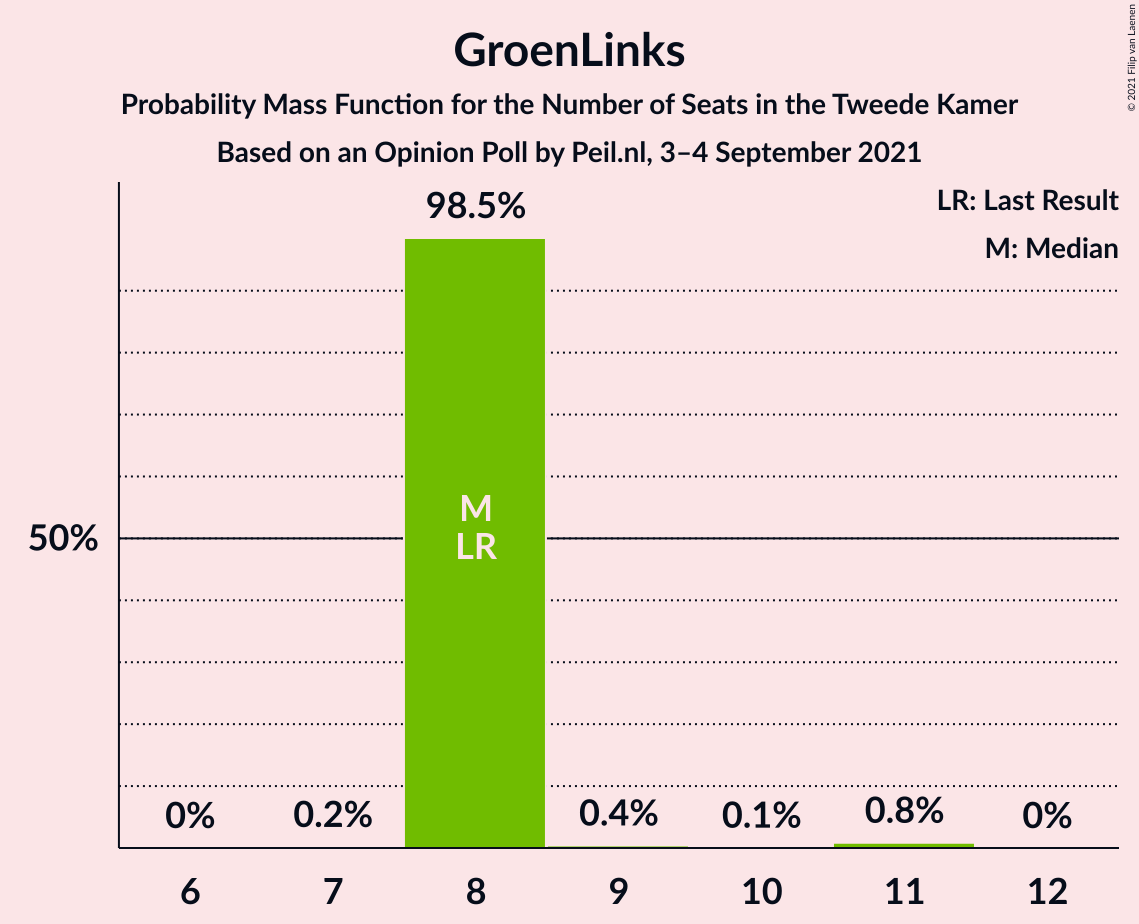 GroenLinks
Probability Mass Function for the Number of Seats in the Tweede Kamer
Based on an Opinion Poll by Peil.nl, 3–4 September 2021
© 2021 Filip van Laenen
LR: Last Result
M: Median
98.5%
M
LR
50%
0%
0.2%
0.4%
0.1%
0.8%
0%
6
7
8
9
10
11
12